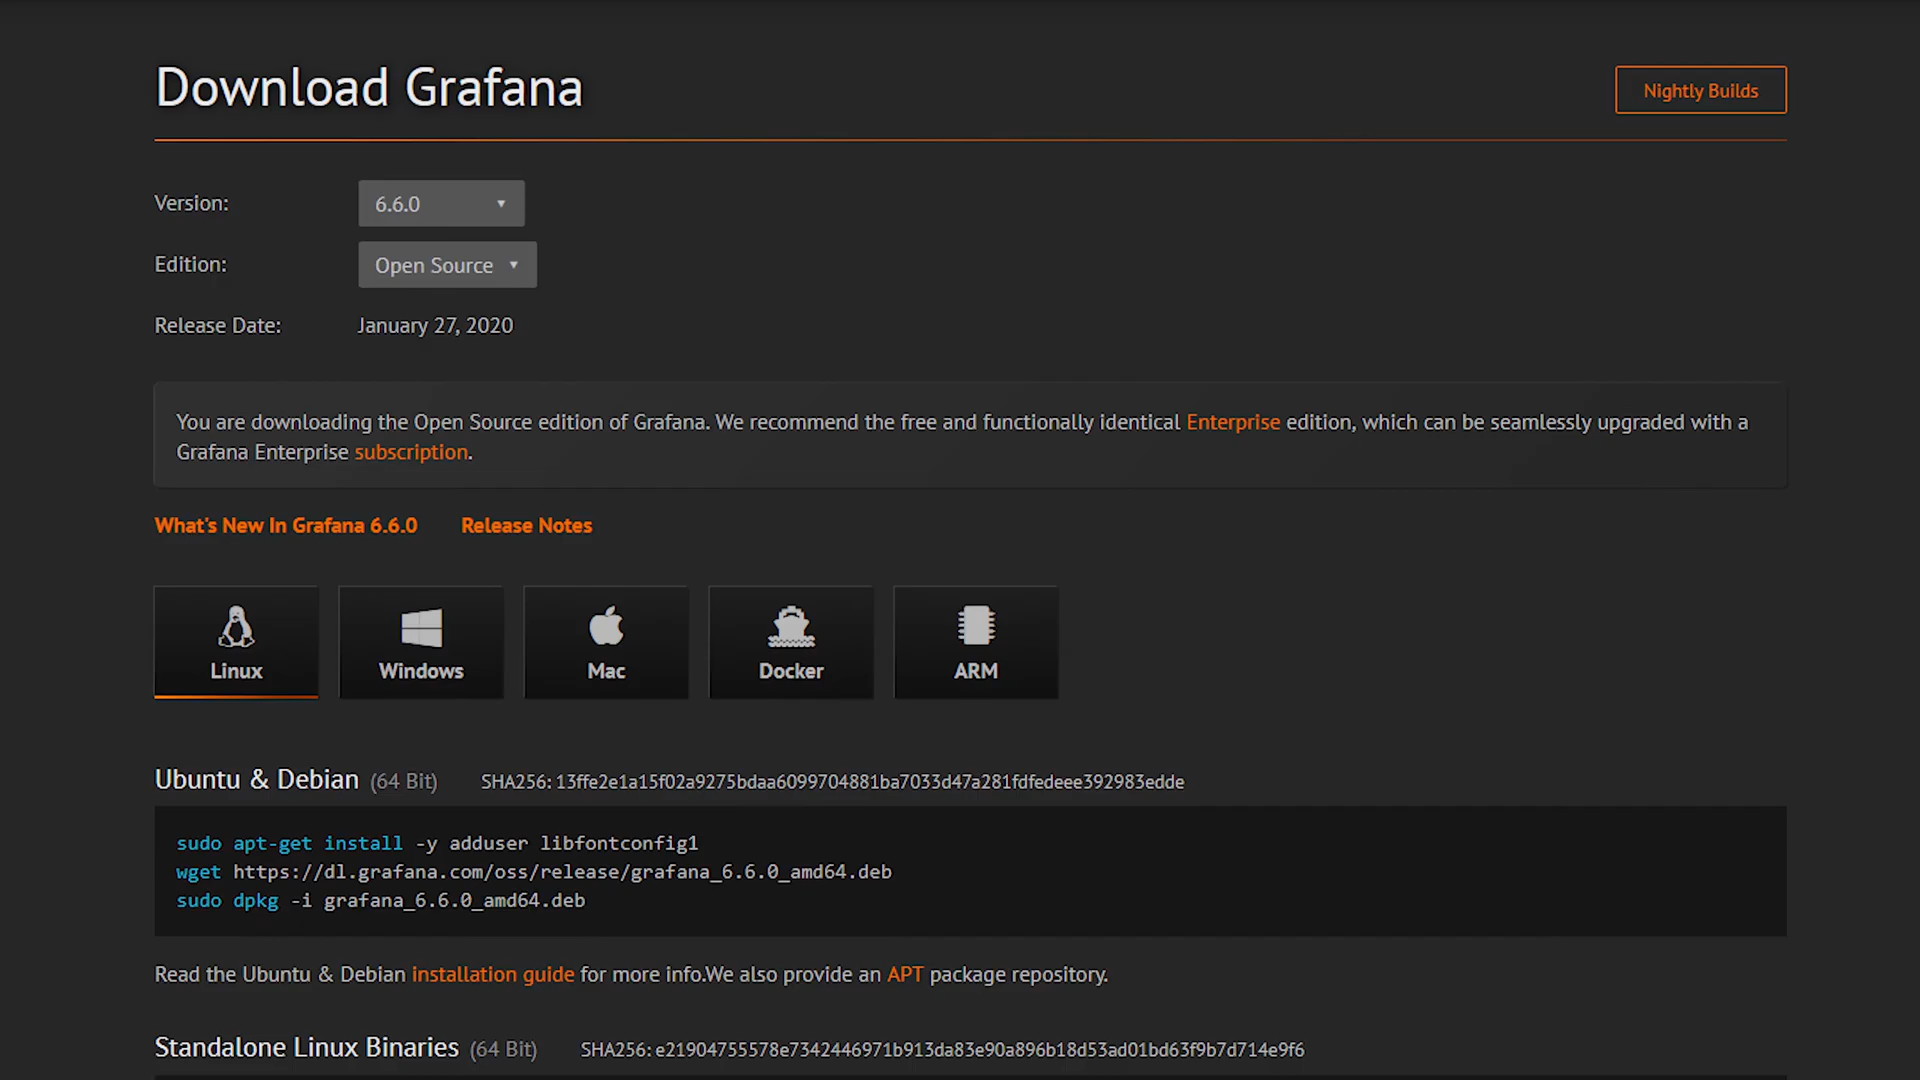 Download Grafana
Nightly Builds
Version:
6.6.0
Edition:
Open Source
Release Date:
January 27, 2020
You are downloading the Open Source edition of Grafana. We recommend the free and functionally identical Enterprise edition, which can be seamlessly upgraded with a
Grafana Enterprise subscription.
What's New In Grafana 6.6.0
Release Notes
Linux
Windows
Mac
Docker
ARM
Ubuntu & Debian (64 Bit)
SHA256: 13ffe2e1a15f02a9275bdaa6099704881ba7033d47a281fdfedeee392983edde
sudo apt-get install -y adduser libfontconfig1
wget https://dl.grafana.com/oss/release/grafana_6.6.0_amd64.deb
sudo dpkg -i grafana_6.6.0_amd64.deb
Read the Ubuntu & Debian installation guide for more info.We also provide an APT package repository.
Standalone Linux Binaries (64 Bit)
SHA256: e21904755578e7342446971b913da83e90a896b18d53ad01bd63f9b7d714e9f6